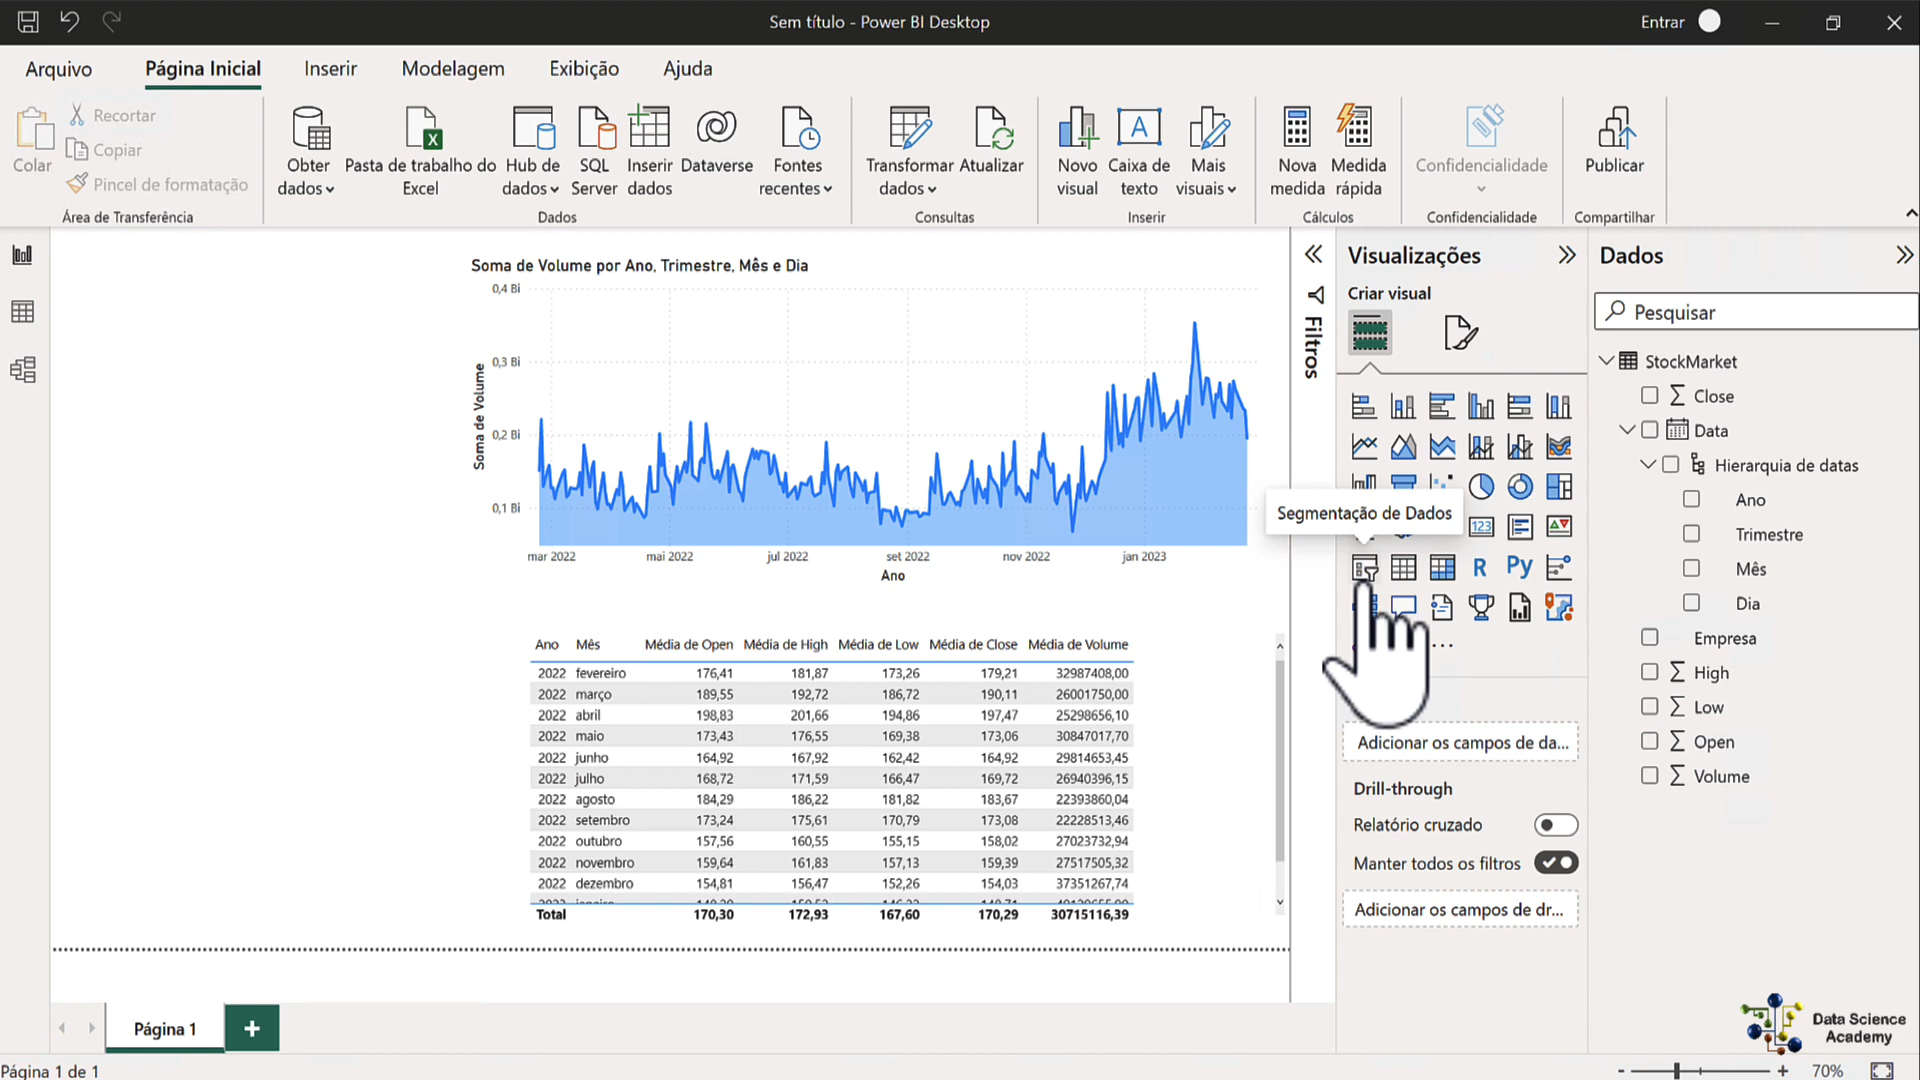 Sem título - Power BI Desktop
Entrar
Arquivo
Página Inicial
Inserir
Modelagem
Exibição
Ajuda
Colar
Recortar
Copiar
Pincel de formatação
Área de Transferência
Obter dados
Pasta de trabalho do Excel
Hub de dados
SQL Server
Inserir dados
Dataverse
Fontes recentes
Dados
Transformar dados
Atualizar
Consultas
Novo visual
Caixa de texto
Mais visuais
Inserir
Nova medida
Medida rápida
Cálculos
Confidencialidade
Confidencialidade
Publicar
Compartilhar
Soma de Volume por Ano, Trimestre, Mês e Dia
Soma de Volume
0,4 Bi
0,3 Bi
0,2 Bi
0,1 Bi
mar 2022 mai 2022 jul 2022 set 2022 nov 2022 jan 2023
Ano
Ano Mês Média de Open Média de High Média de Low Média de Close Média de Volume
2022 fevereiro 176,41 181,87 173,26 179,21 32987408,00
2022 março 189,55 192,72 186,72 190,11 26001750,00
2022 abril 198,83 201,66 194,86 197,47 25298656,10
2022 maio 173,43 176,55 169,38 173,06 30847017,70
2022 junho 164,92 167,92 162,42 164,92 29814653,45
2022 julho 168,72 171,59 166,47 169,72 26940396,15
2022 agosto 184,29 186,22 181,82 183,67 22393860,04
2022 setembro 173,24 175,61 170,79 173,08 22228513,46
2022 outubro 157,56 160,55 155,15 158,02 27023732,94
2022 novembro 159,64 161,83 157,13 159,39 27517505,32
2022 dezembro 154,81 156,47 152,26 154,03 37351267,74
Total 170,30 172,93 167,60 170,29 30715116,39
Filtros
Visualizações
Criar visual
Segmentação de Dados
123
R
Py
Adicionar os campos de da...
Drill-through
Relatório cruzado
Manter todos os filtros
Adicionar os campos de dr...
Dados
Pesquisar
StockMarket
Close
Data
Hierarquia de datas
Ano
Trimestre
Mês
Dia
Empresa
High
Low
Open
Volume
Data Science
Academy
Página 1
+
Página 1 de 1
- + 70%